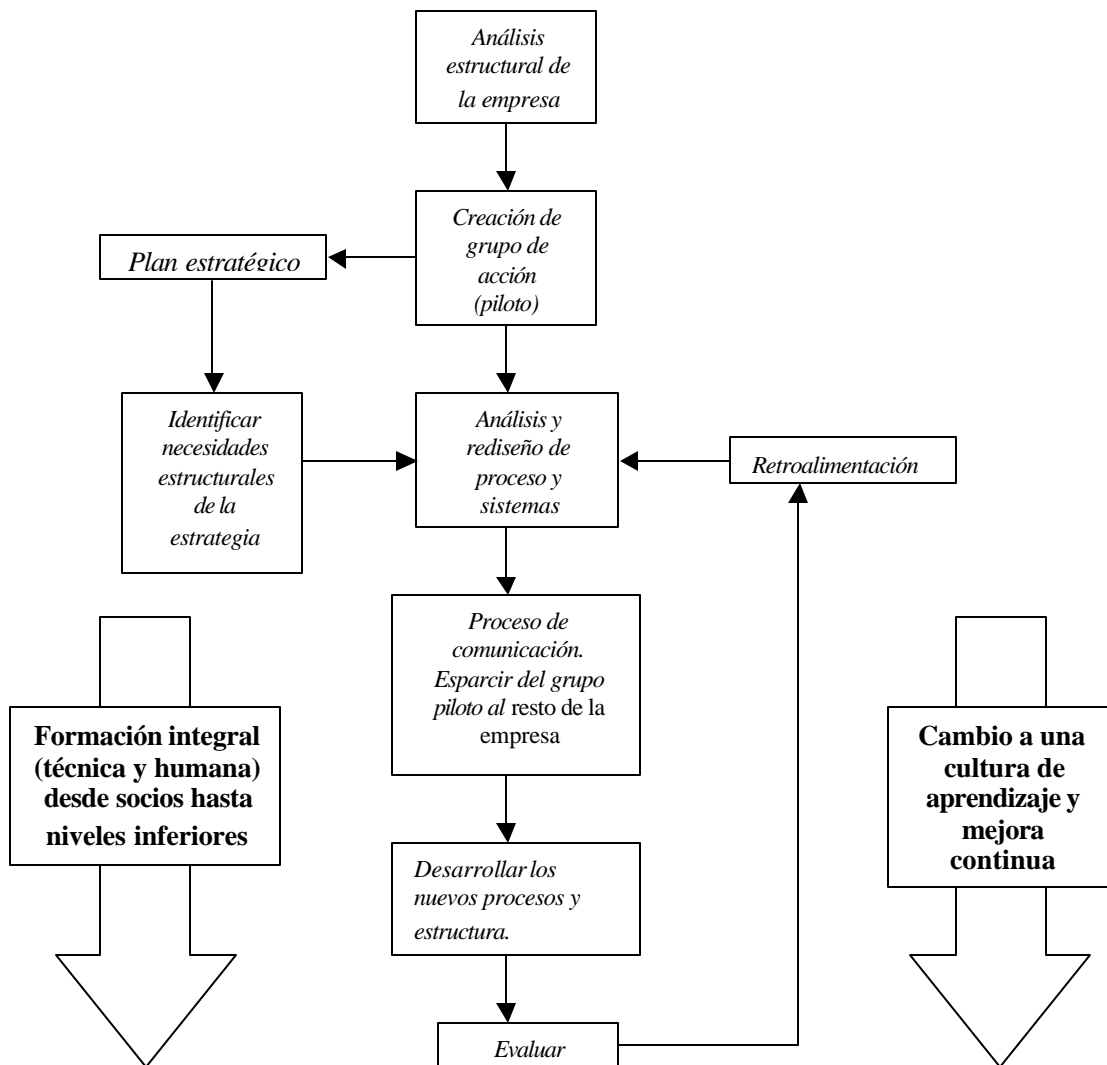 Análisis
estructural de
la empresa
Creación de
grupo de
acción
(piloto)
Plan estratégico
Identificar
necesidades
estructurales
de la
estrategia
Análisis y
rediseño de
proceso y
sistemas
Retroalimentación
Proceso de
comunicación.
Esparcir del grupo
piloto al resto de la
empresa
Formación integral
(técnica y humana)
desde socios hasta
niveles inferiores
Cambio a una
cultura de
aprendizaje y
mejora
continua
Desarrollar los
nuevos procesos y
estructura.
Evaluar